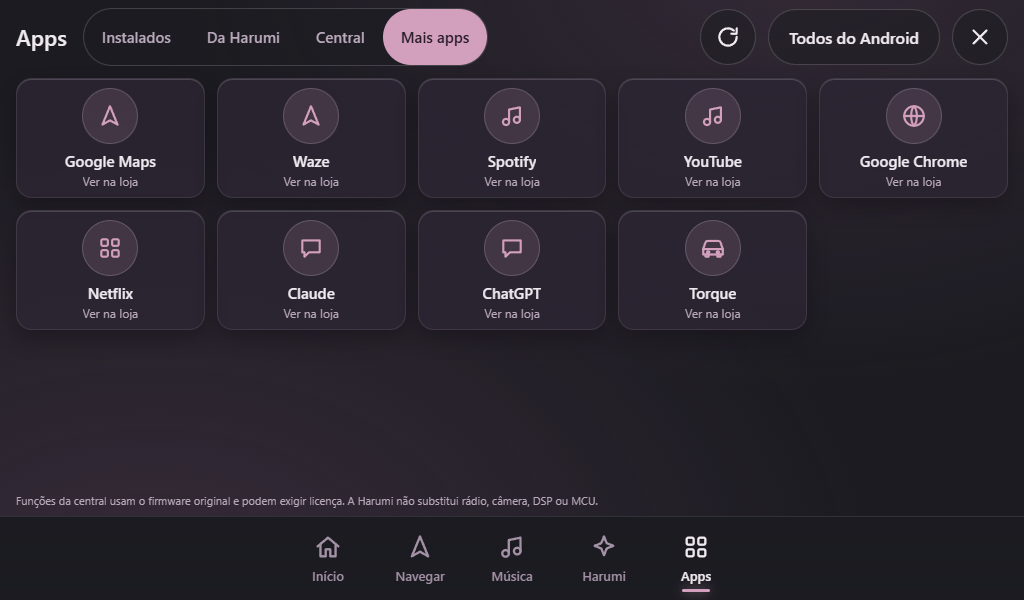 Apps
Instalados
Da Harumi
Central
Mais apps
Todos do Android
Google Maps
Ver na loja
Waze
Ver na loja
Spotify
Ver na loja
YouTube
Ver na loja
Google Chrome
Ver na loja
Netflix
Ver na loja
Claude
Ver na loja
ChatGPT
Ver na loja
Torque
Ver na loja
Funções da central usam o firmware original e podem exigir licença. A Harumi não substitui rádio, câmera, DSP ou MCU.
Início
Navegar
Música
Harumi
Apps